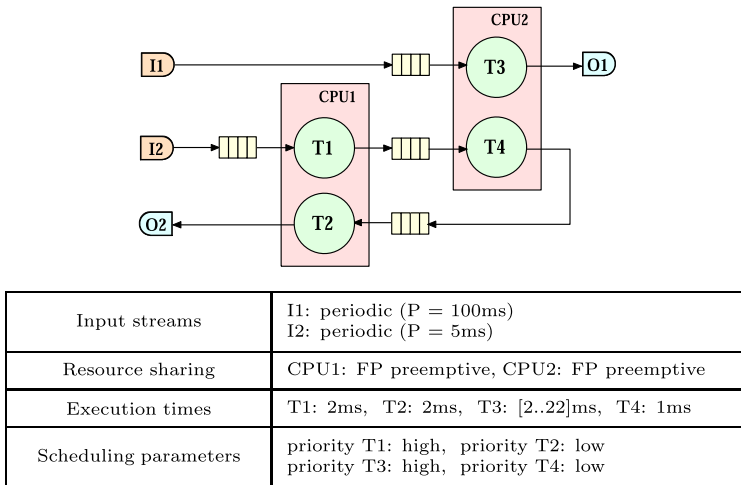 CPU2
I1
T3
O1
CPU1
I2
T1
T4
O2
T2
Input streams
I1: periodic (P = 100ms)
I2: periodic (P = 5ms)
Resource sharing
CPU1: FP preemptive, CPU2: FP preemptive
Execution times
T1: 2ms, T2: 2ms, T3: [2..22]ms, T4: 1ms
Scheduling parameters
priority T1: high, priority T2: low
priority T3: high, priority T4: low